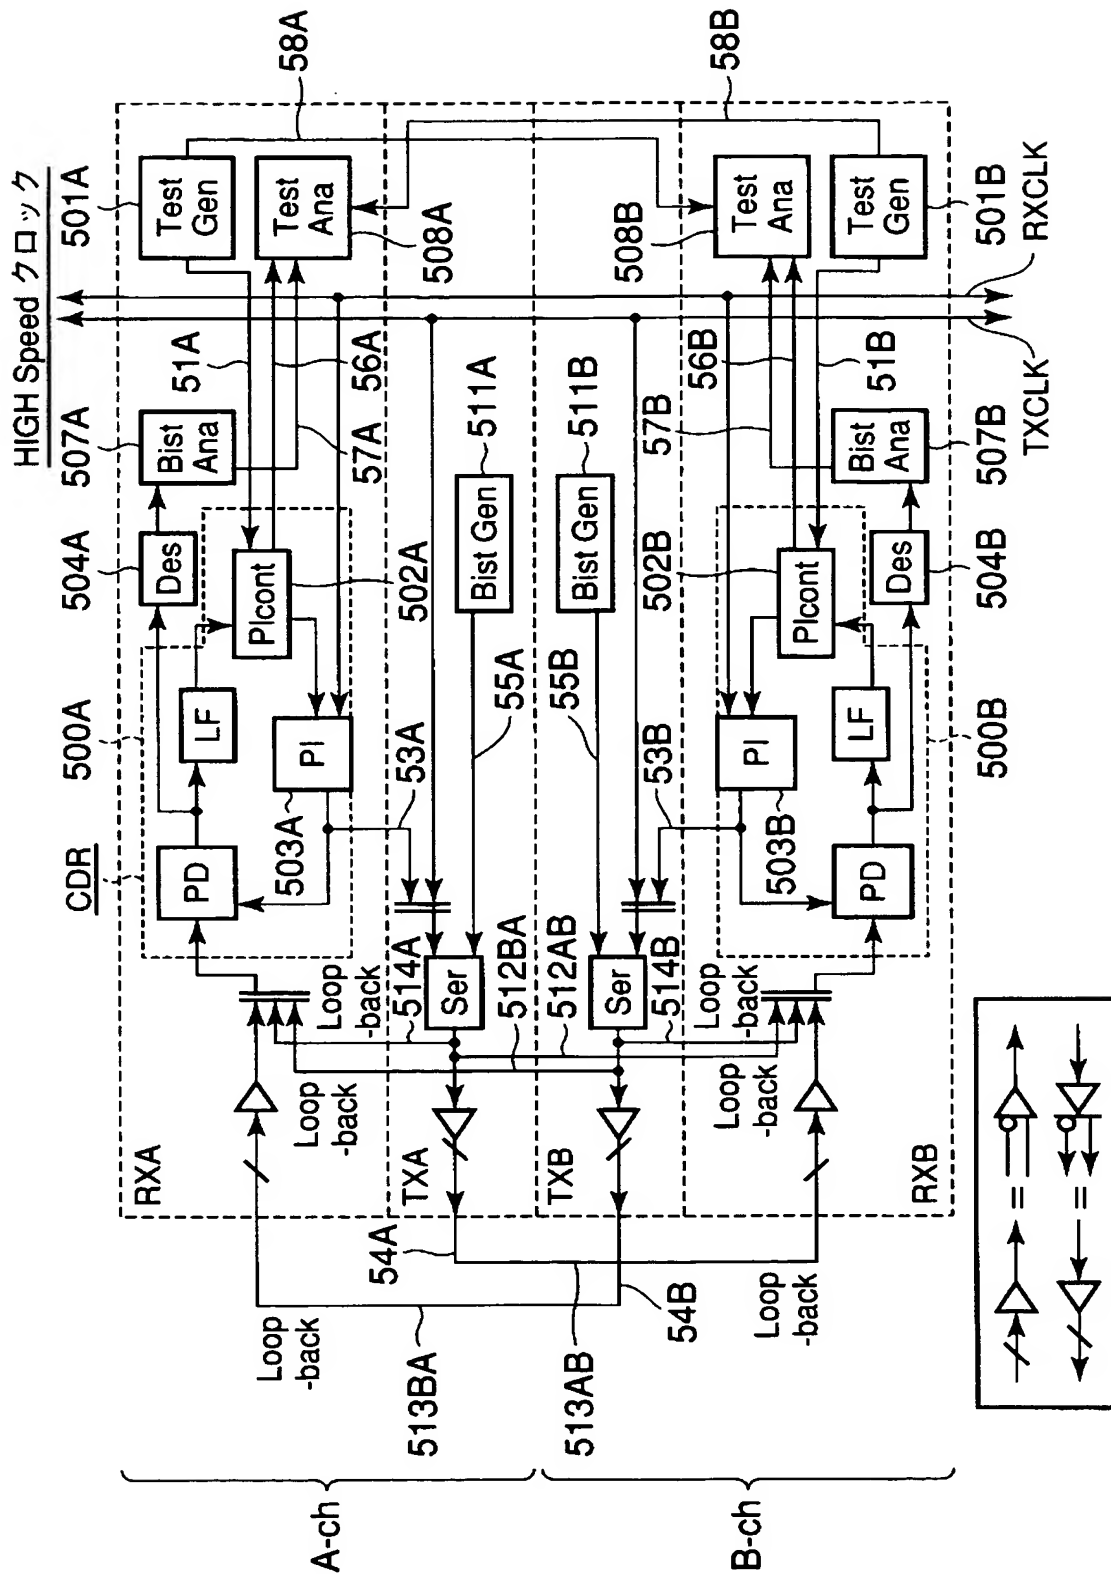 HIGH Speed クロック
CDR
500A
504A
507A
501A
58A
RXA
PD
LF
Des
Bist
Ana
Test
Gen
Test
Ana
508A
PIcont
502A
PI
503A
51A
56A
57A
53A
Loop
-back
Loop
-back
Loop
-back
514A
512BA
TXA
Ser
55A
Bist Gen
511A
54A
513BA
A-ch
TXB
Ser
55B
Bist Gen
511B
54B
513AB
B-ch
512AB
514B
Loop
-back
Loop
-back
Loop
-back
53B
57B
56B
51B
PI
503B
PIcont
502B
Test
Ana
508B
Test
Gen
501B
58B
RXB
PD
LF
Des
Bist
Ana
500B
504B
507B
TXCLK
RXCLK
=
=